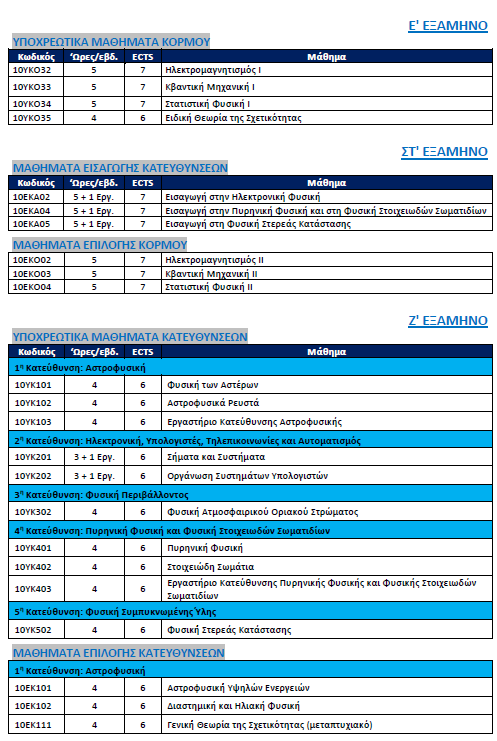 Ε' ΕΞΑΜΗΝΟ
ΥΠΟΧΡΕΩΤΙΚΑ ΜΑΘΗΜΑΤΑ ΚΟΡΜΟΥ
Κωδικός Ώρες/εβδ. ECTS Μάθημα
10ΥΚΟ32 5 7 Ηλεκτρομαγνητισμός Ι
10ΥΚΟ33 5 7 Κβαντική Μηχανική Ι
10ΥΚΟ34 5 7 Στατιστική Φυσική Ι
10ΥΚΟ35 4 6 Ειδική Θεωρία της Σχετικότητας
ΣΤ' ΕΞΑΜΗΝΟ
ΜΑΘΗΜΑΤΑ ΕΙΣΑΓΩΓΗΣ ΚΑΤΕΥΘΥΝΣΕΩΝ
Κωδικός Ώρες/εβδ. ECTS Μάθημα
10ΕΚΑ02 5 + 1 Εργ. 7 Εισαγωγή στην Ηλεκτρονική Φυσική
10ΕΚΑ04 5 + 1 Εργ. 7 Εισαγωγή στην Πυρηνική Φυσική και στη Φυσική Στοιχειωδών Σωματιδίων
10ΕΚΑ05 5 + 1 Εργ. 7 Εισαγωγή στη Φυσική Στερεάς Κατάστασης
ΜΑΘΗΜΑΤΑ ΕΠΙΛΟΓΗΣ ΚΟΡΜΟΥ
10ΕΚΟ02 5 7 Ηλεκτρομαγνητισμός ΙΙ
10ΕΚΟ03 5 7 Κβαντική Μηχανική ΙΙ
10ΕΚΟ04 5 7 Στατιστική Φυσική ΙΙ
Ζ' ΕΞΑΜΗΝΟ
ΥΠΟΧΡΕΩΤΙΚΑ ΜΑΘΗΜΑΤΑ ΚΑΤΕΥΘΥΝΣΕΩΝ
Κωδικός Ώρες/εβδ. ECTS Μάθημα
1η Κατεύθυνση: Αστροφυσική
10ΥΚ101 4 6 Φυσική των Αστέρων
10ΥΚ102 4 6 Αστροφυσικά Ρευστά
10ΥΚ103 4 6 Εργαστήριο Κατεύθυνσης Αστροφυσικής
2η Κατεύθυνση: Ηλεκτρονική, Υπολογιστές, Τηλεπικοινωνίες και Αυτοματισμός
10ΥΚ201 3 + 1 Εργ. 6 Σήματα και Συστήματα
10ΥΚ202 3 + 1 Εργ. 6 Οργάνωση Συστημάτων Υπολογιστών
3η Κατεύθυνση: Φυσική Περιβάλλοντος
10ΥΚ302 4 6 Φυσική Ατμοσφαιρικού Οριακού Στρώματος
4η Κατεύθυνση: Πυρηνική Φυσική και Φυσική Στοιχειωδών Σωματιδίων
10ΥΚ401 4 6 Πυρηνική Φυσική
10ΥΚ402 4 6 Στοιχειώδη Σωμάτια
10ΥΚ403 4 6 Εργαστήριο Κατεύθυνσης Πυρηνικής Φυσικής και Φυσικής Στοιχειωδών
Σωματιδίων
5η Κατεύθυνση: Φυσική Συμπυκνωμένης Ύλης
10ΥΚ502 4 6 Φυσική Στερεάς Κατάστασης
ΜΑΘΗΜΑΤΑ ΕΠΙΛΟΓΗΣ ΚΑΤΕΥΘΥΝΣΕΩΝ
1η Κατεύθυνση: Αστροφυσική
10ΕΚ101 4 6 Αστροφυσική Υψηλών Ενεργειών
10ΕΚ102 4 6 Διαστημική και Ηλιακή Φυσική
10ΕΚ111 4 6 Γενική Θεωρία της Σχετικότητας (μεταπτυχιακό)